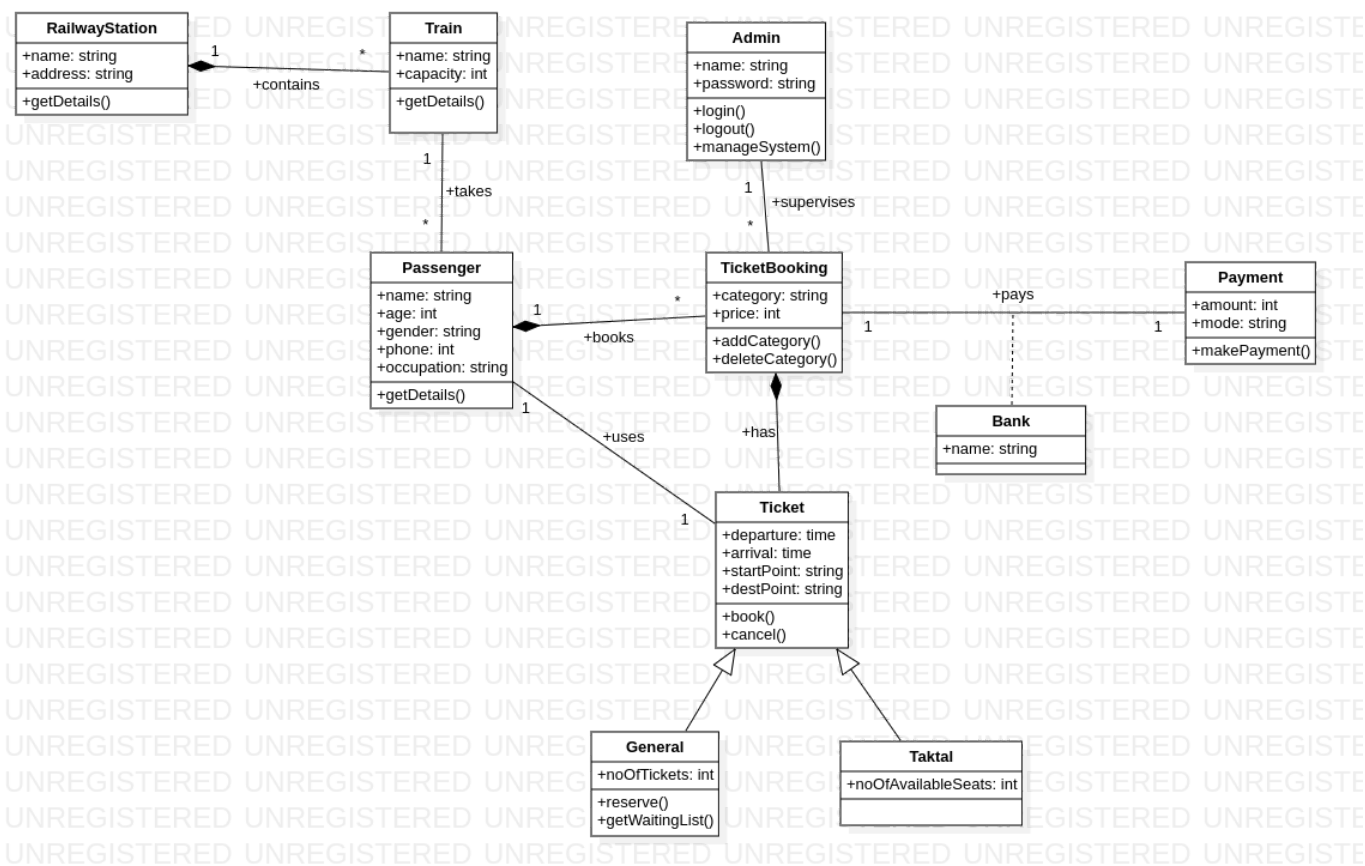 RailwayStation
+name: string
+address: string
+getDetails()
1
*
+contains
Train
+name: string
+capacity: int
+getDetails()
1
+takes
*
Admin
+name: string
+password: string
+login()
+logout()
+manageSystem()
1
+supervises
*
Passenger
+name: string
+age: int
+gender: string
+phone: int
+occupation: string
+getDetails()
1
*
+books
TicketBooking
+category: string
+price: int
+addCategory()
+deleteCategory()
+pays
1
1
Payment
+amount: int
+mode: string
+makePayment()
Bank
+name: string
1
+uses
1
+has
Ticket
+departure: time
+arrival: time
+startPoint: string
+destPoint: string
+book()
+cancel()
General
+noOfTickets: int
+reserve()
+getWaitingList()
Taktal
+noOfAvailableSeats: int
UNREGISTERED